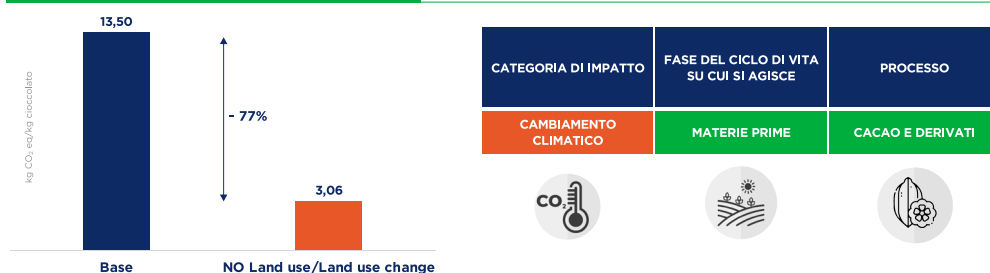 13,50
kg CO₂ eq/kg cioccolato
- 77%
3,06
Base
NO Land use/Land use change
CATEGORIA DI IMPATTO
FASE DEL CICLO DI VITA
SU CUI SI AGISCE
PROCESSO
CAMBIAMENTO
CLIMATICO
MATERIE PRIME
CACAO E DERIVATI
CO₂